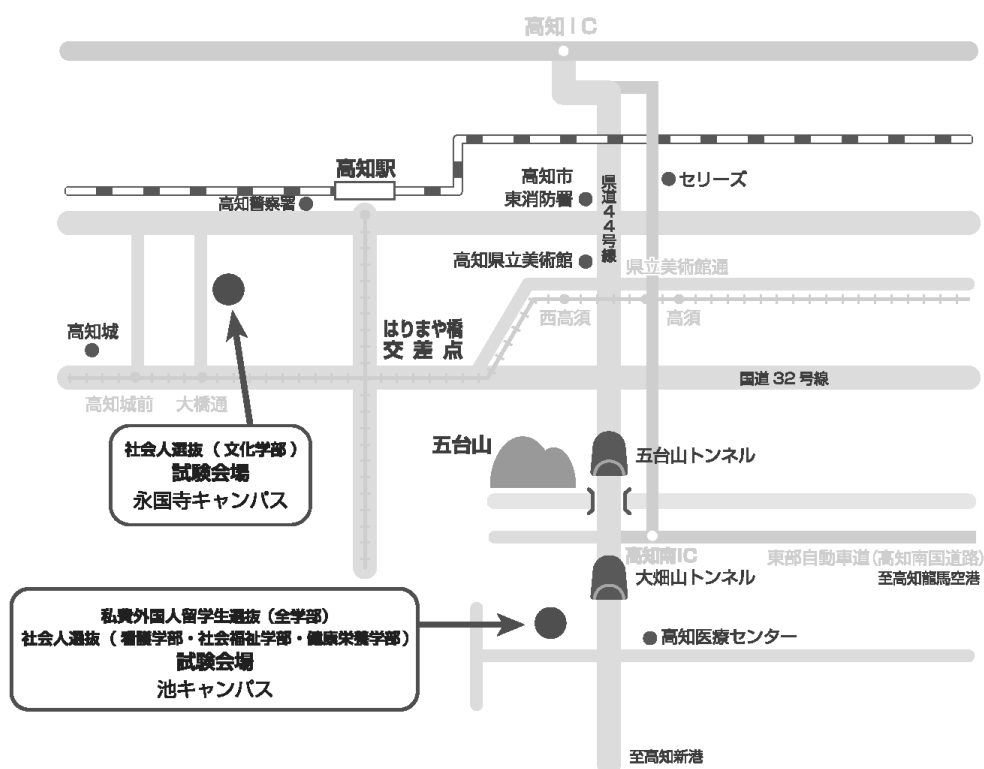 高知IC
高知駅
高知市
東消防署
県道44号線
セリーズ
高知警察署
高知県立美術館
県立美術館通
西高須
高須
高知城
はりまや橋
交差点
国道32号線
高知城前
大橋通
社会人選抜（文化学部）
試験会場
永国寺キャンパス
五台山
五台山トンネル
高知南IC
東部自動車道(高知南国道路)
大畑山トンネル
至高知龍馬空港
私費外国人留学生選抜（全学部）
社会人選抜（看護学部・社会福祉学部・健康栄養学部）
試験会場
池キャンパス
高知医療センター
至高知新港